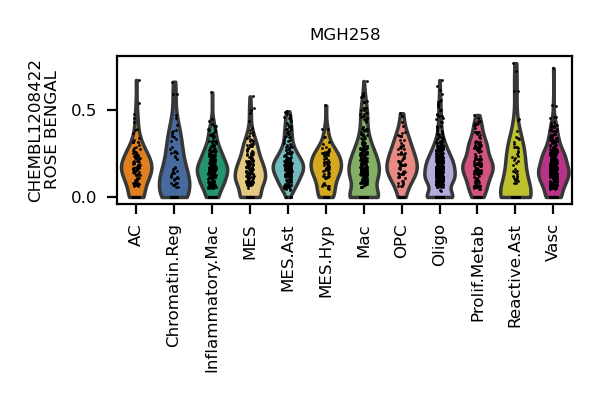 MGH258
CHEMBL1208422
ROSE BENGAL
0.5
0.0
AC
Chromatin.Reg
Inflammatory.Mac
MES
MES.Ast
MES.Hyp
Mac
OPC
Oligo
Prolif.Metab
Reactive.Ast
Vasc